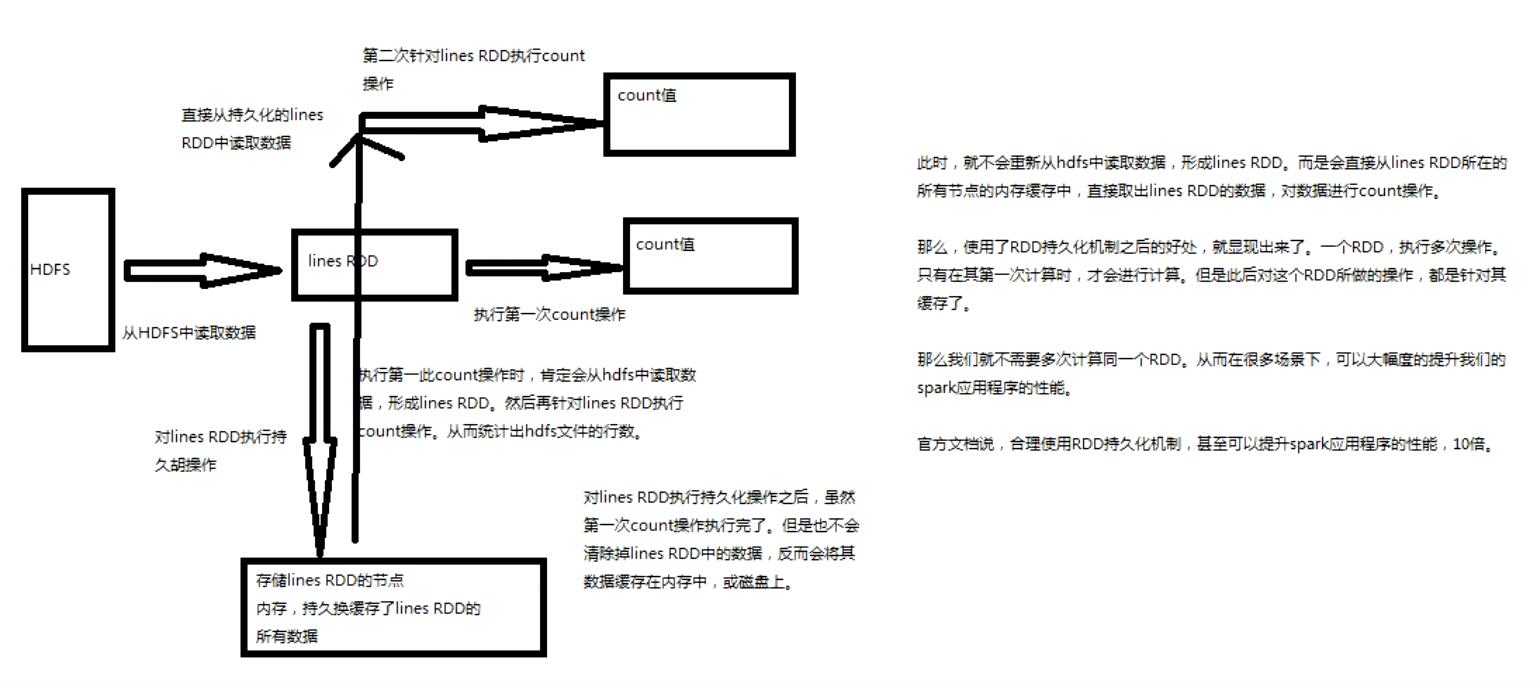 第二次针对lines RDD执行count
操作
count值
直接从持久化的lines
RDD中读取数据
HDFS
lines RDD
count值
从HDFS中读取数据
执行第一次count操作
执行第一此count操作时，肯定会从hdfs中读取数
据，形成lines RDD。然后再针对lines RDD执行
count操作。从而统计出hdfs文件的行数。
对lines RDD执行持
久胡操作
对lines RDD执行持久化操作之后，虽然
第一次count操作执行完了。但是也不会
清除掉lines RDD中的数据，反而会将其
数据缓存在内存中，或磁盘上。
存储lines RDD的节点
内存，持久换缓存了lines RDD的
所有数据
此时，就不会重新从hdfs中读取数据，形成lines RDD。而是会直接从lines RDD所在的
所有节点的内存缓存中，直接取出lines RDD的数据，对数据进行count操作。
那么，使用了RDD持久化机制之后的好处，就显现出来了。一个RDD，执行多次操作。
只有在其第一次计算时，才会进行计算。但是此后对这个RDD所做的操作，都是针对其
缓存了。
那么我们就不需要多次计算同一个RDD。从而在很多场景下，可以大幅度的提升我们的
spark应用程序的性能。
官方文档说，合理使用RDD持久化机制，甚至可以提升spark应用程序的性能，10倍。